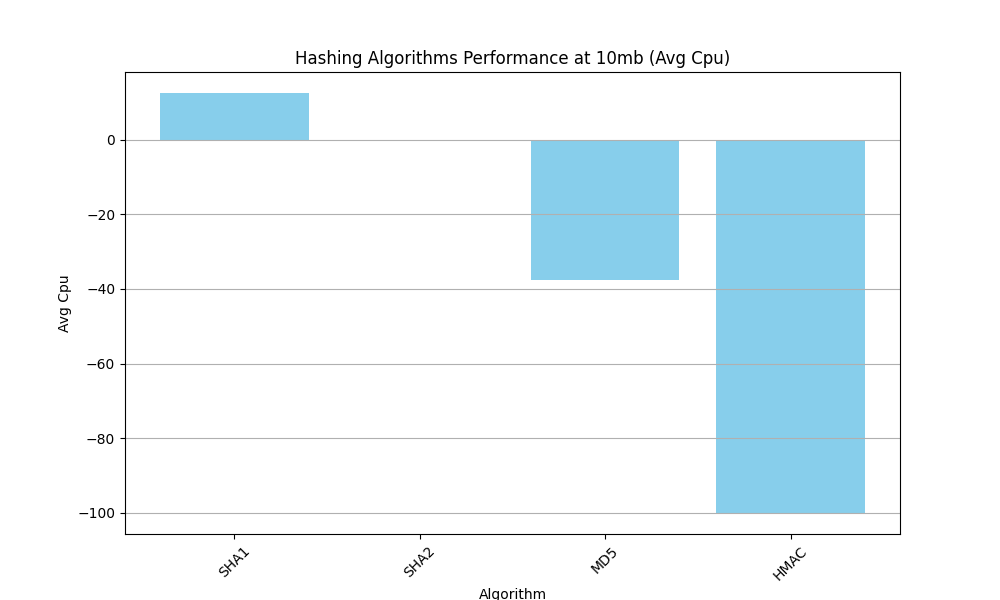 Hashing Algorithms Performance at 10mb (Avg Cpu)
0
−20
−40
−60
−80
−100
Avg Cpu
SHA1
SHA2
MD5
HMAC
Algorithm